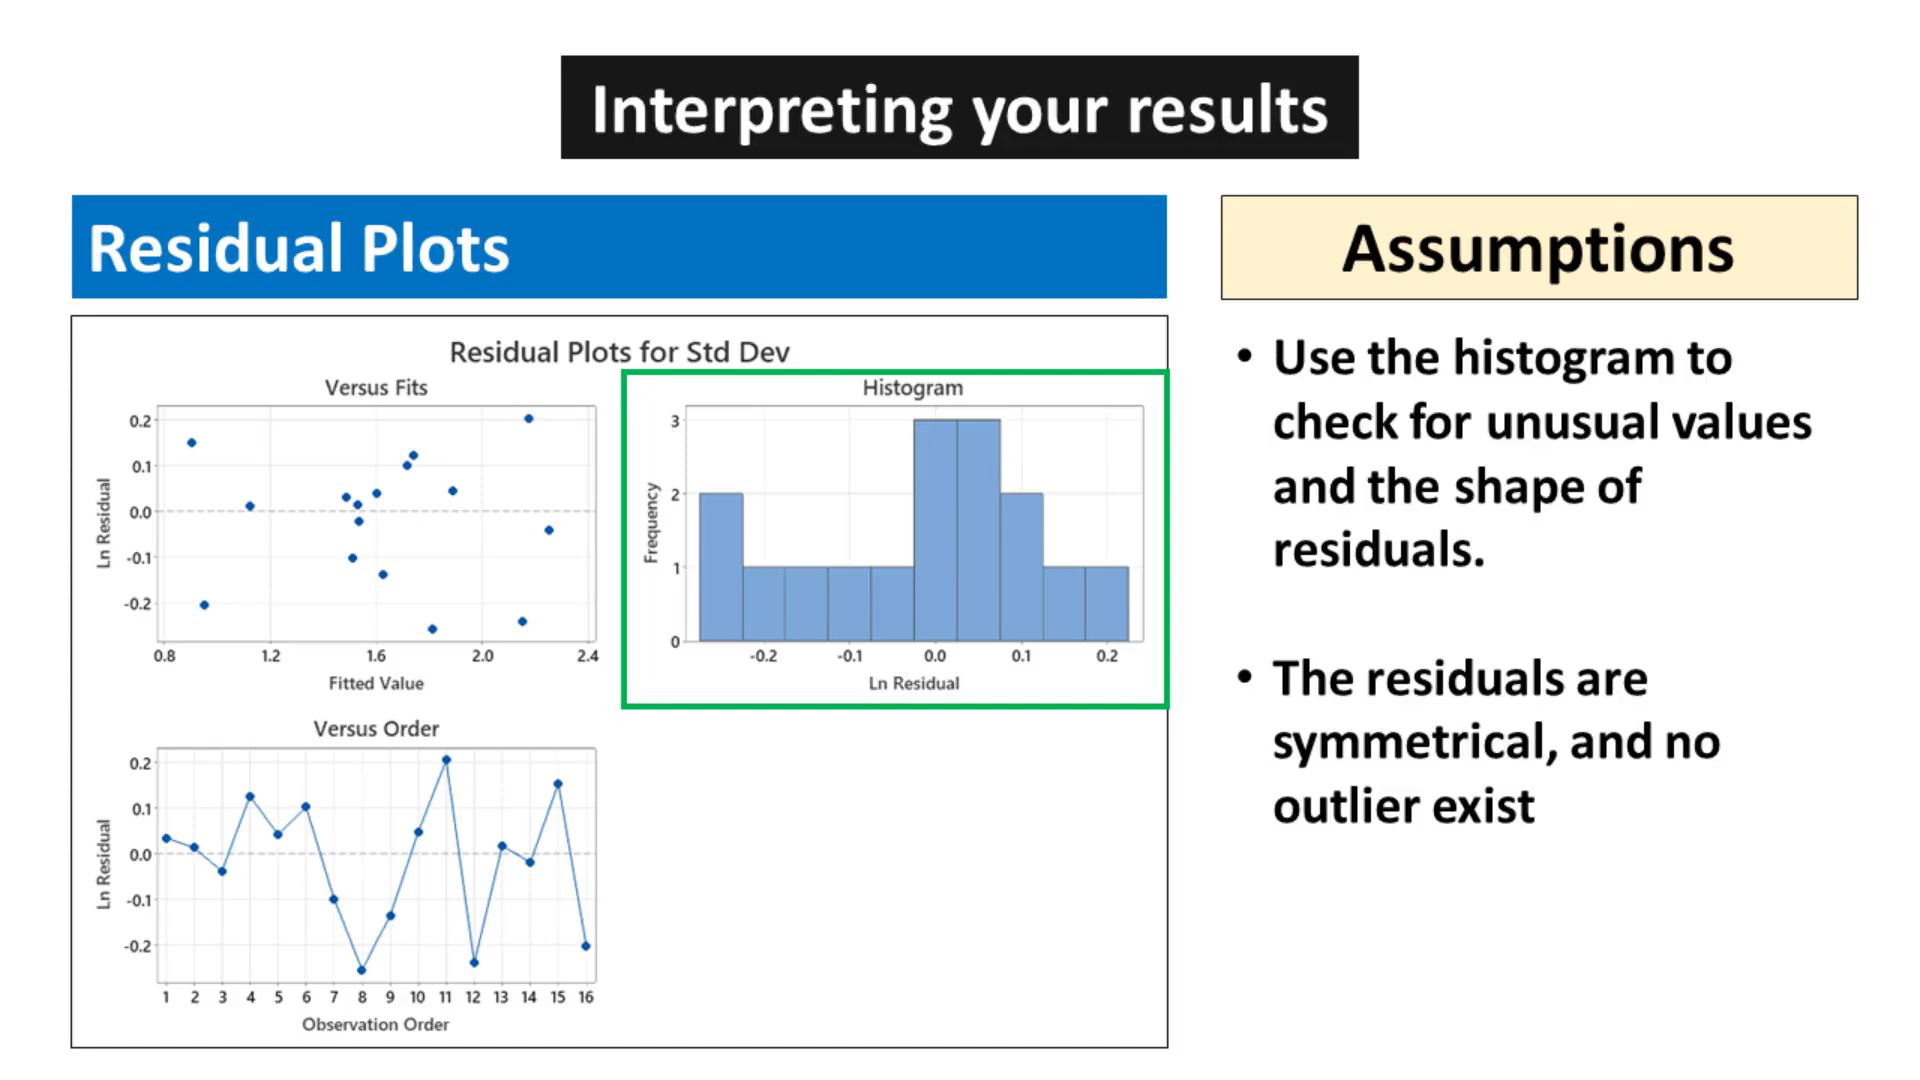 Interpreting your results
Residual Plots
Assumptions
Residual Plots for Std Dev
Versus Fits
Ln Residual
0.2
0.1
0.0
-0.1
-0.2
0.8 1.2 1.6 2.0 2.4
Fitted Value
Histogram
Frequency
3
2
1
0
-0.2 -0.1 0.0 0.1 0.2
Ln Residual
Versus Order
Ln Residual
0.2
0.1
0.0
-0.1
-0.2
1 2 3 4 5 6 7 8 9 10 11 12 13 14 15 16
Observation Order
• Use the histogram to
check for unusual values
and the shape of
residuals.
• The residuals are
symmetrical, and no
outlier exist